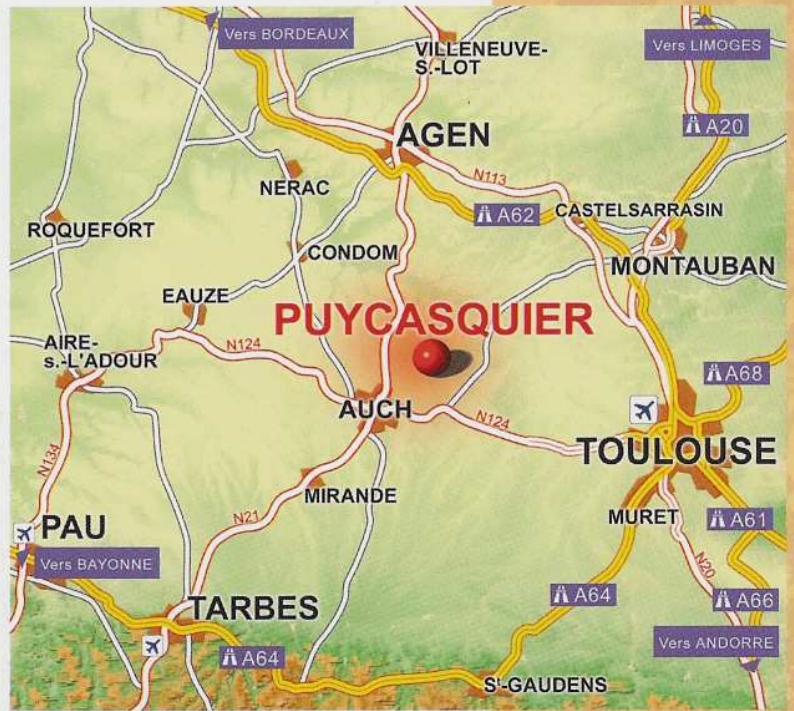 Vers BORDEAUX
VILLENEUVE-
S.-LOT
Vers LIMOGES
A20
AGEN
NERAC
N113
A62
CASTELSARRASIN
ROQUEFORT
CONDOM
MONTAUBAN
EAUZE
PUYCASQUIER
AIRE-
s.-L'ADOUR
N124
A68
AUCH
N124
TOULOUSE
N134
MIRANDE
MURET
A61
PAU
N21
N20
Vers BAYONNE
A64
A66
TARBES
Vers ANDORRE
A64
St-GAUDENS